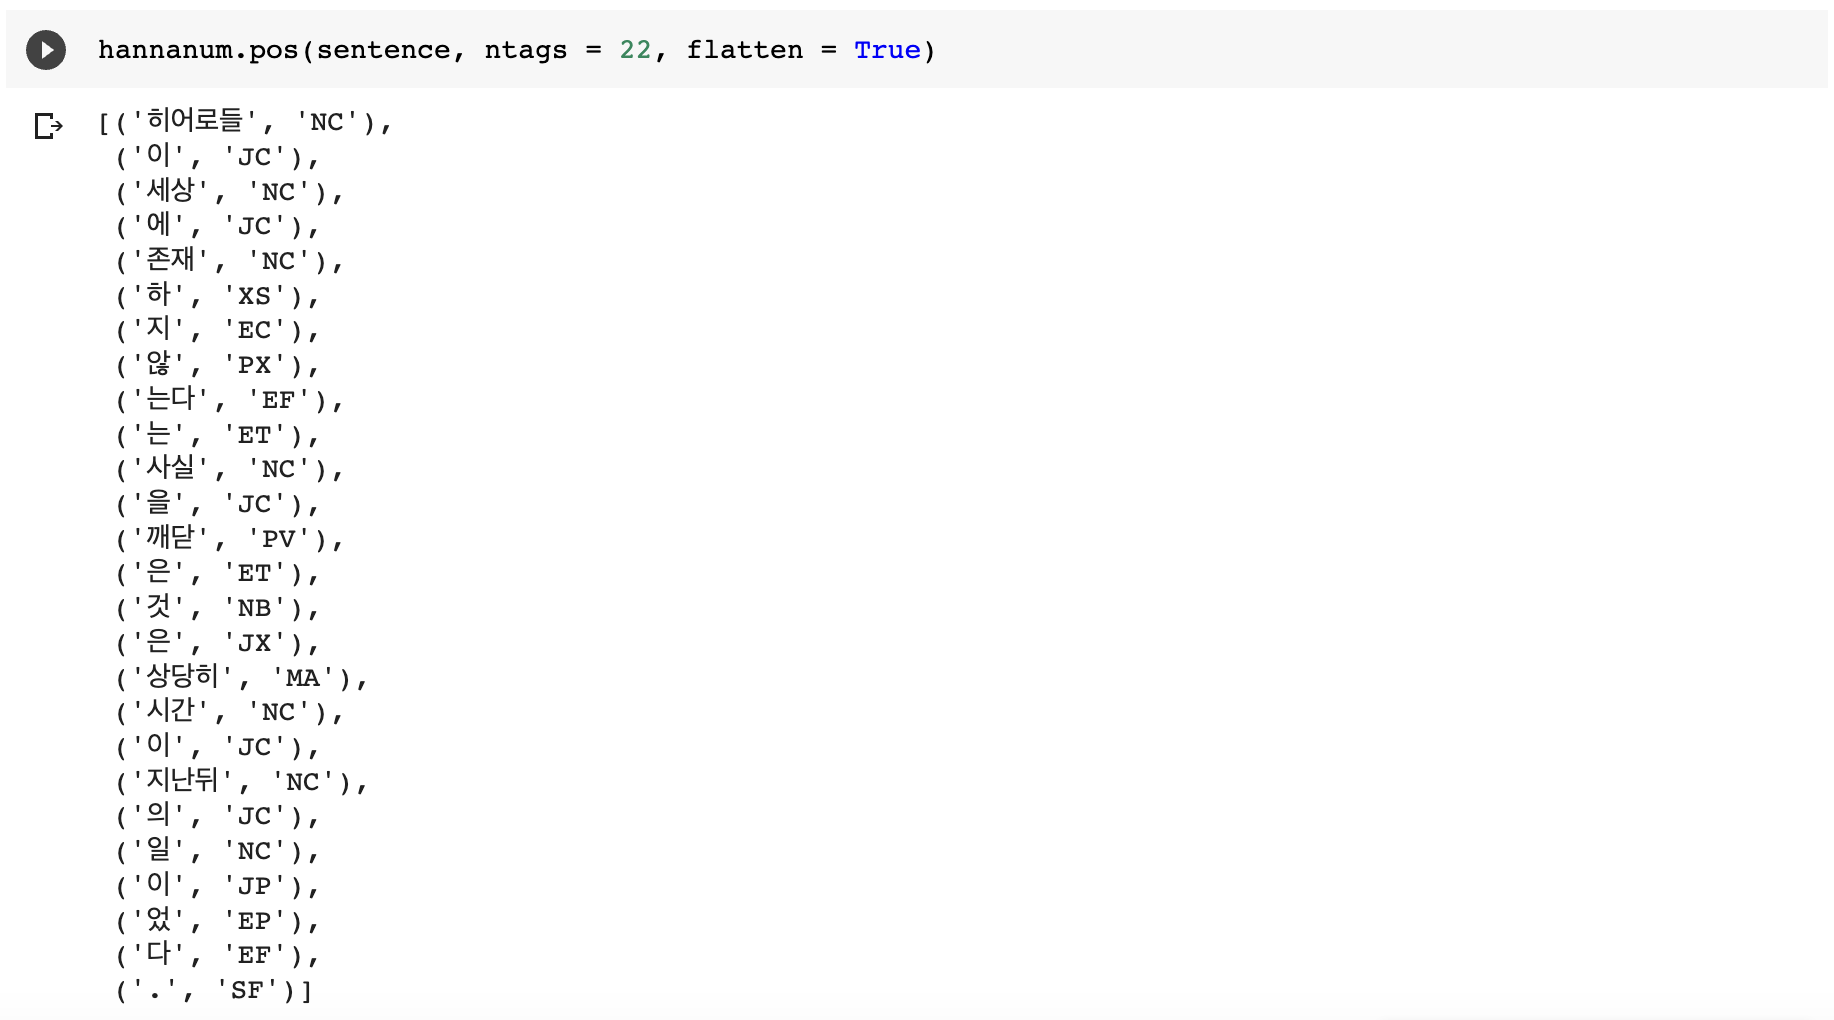 hannanum.pos(sentence, ntags = 22, flatten = True)
[('히어로들', 'NC'),
('이', 'JC'),
('세상', 'NC'),
('에', 'JC'),
('존재', 'NC'),
('하', 'XS'),
('지', 'EC'),
('않', 'PX'),
('는다', 'EF'),
('는', 'ET'),
('사실', 'NC'),
('을', 'JC'),
('깨닫', 'PV'),
('은', 'ET'),
('것', 'NB'),
('은', 'JX'),
('상당히', 'MA'),
('시간', 'NC'),
('이', 'JC'),
('지난뒤', 'NC'),
('의', 'JC'),
('일', 'NC'),
('이', 'JP'),
('었', 'EP'),
('다', 'EF'),
('.', 'SF')]